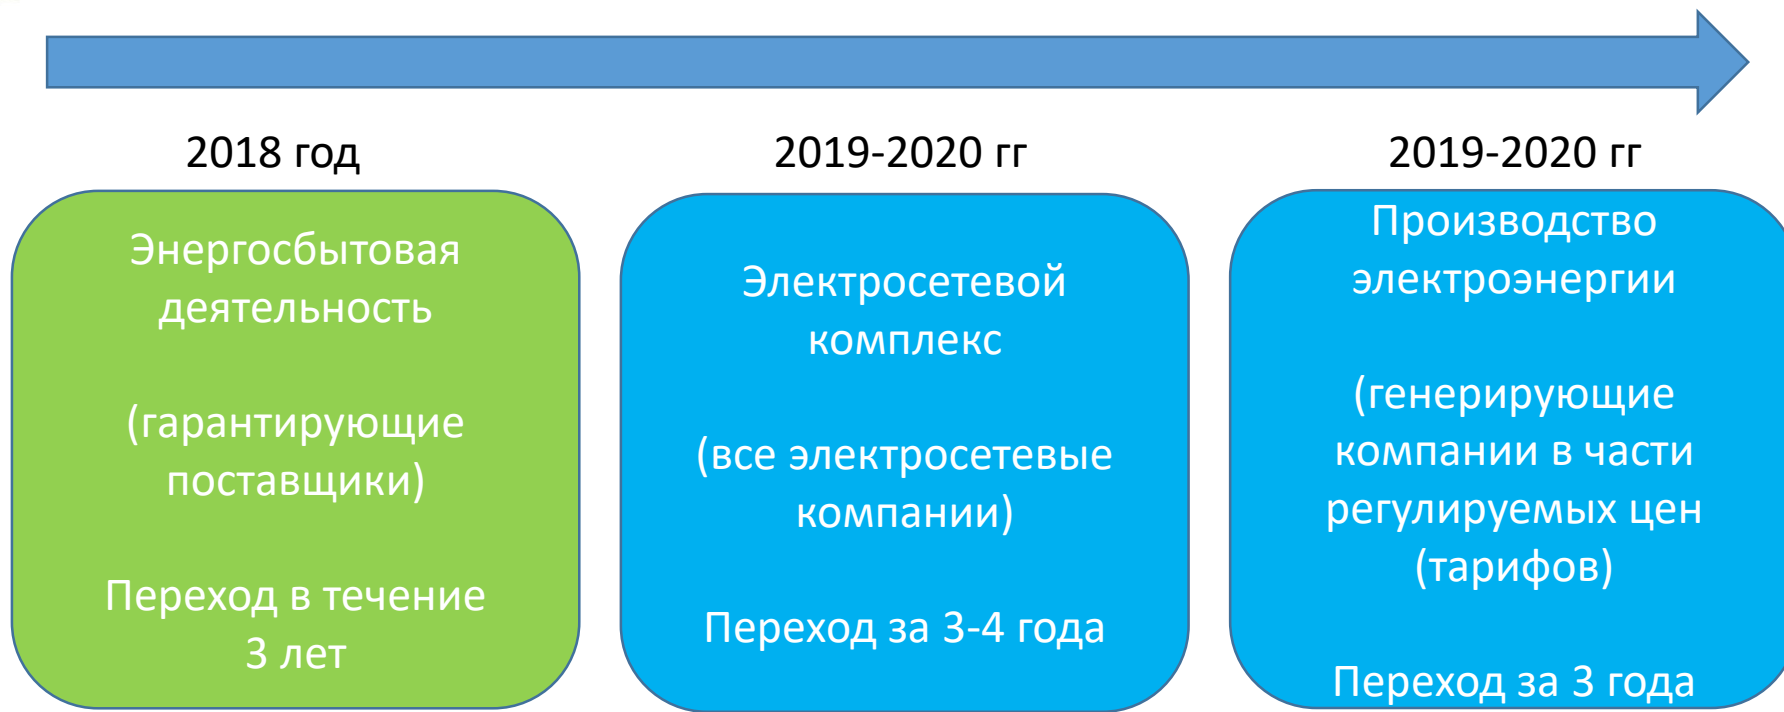 2018 год
Энергосбытовая
деятельность
(гарантирующие
поставщики)
Переход в течение
3 лет
2019-2020 гг
Электросетевой
комплекс
(все электросетевые
компании)
Переход за 3-4 года
2019-2020 гг
Производство
электроэнергии
(генерирующие
компании в части
регулируемых цен
(тарифов)
Переход за 3 года